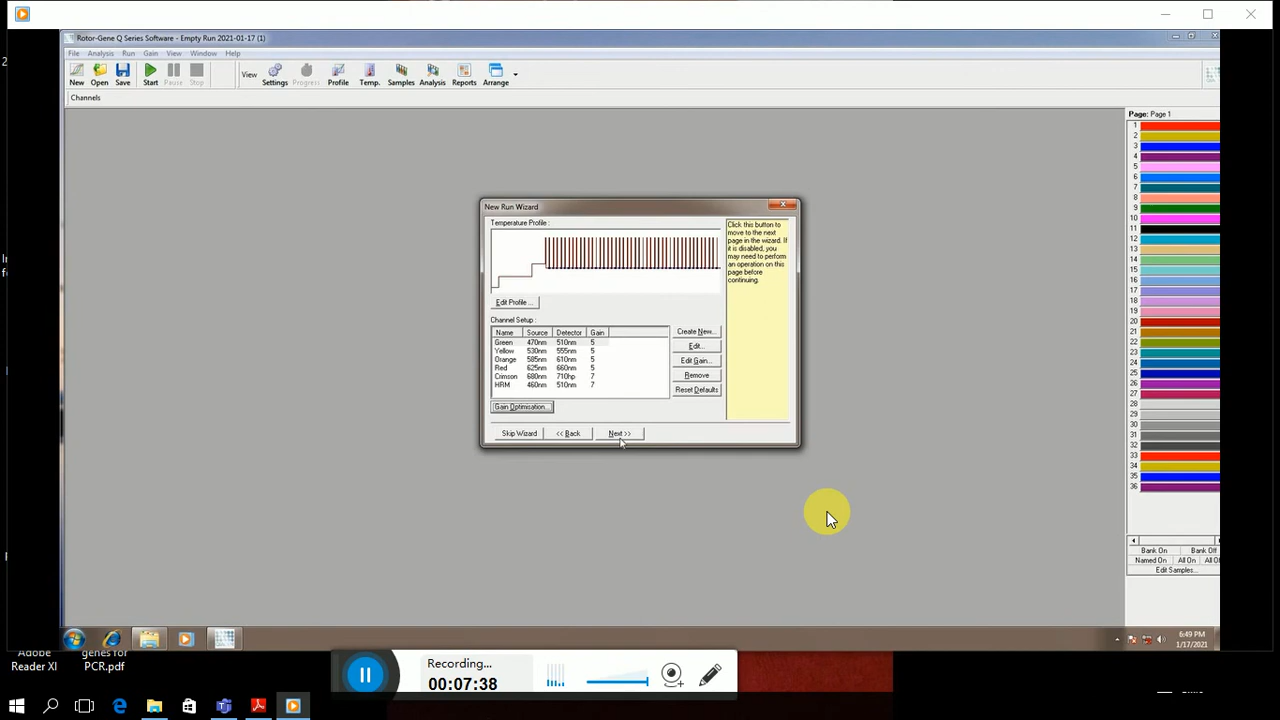 Rotor-Gene Q Series Software - Empty Run 2021-01-17 (1)
File Analysis Run Gain View Window Help
New Open Save Start Pause Stop View Settings Progress Profile Temp. Samples Analysis Reports Arrange
Channels
Page: Page 1
1
2
3
4
5
6
7
8
9
10
11
12
13
14
15
16
17
18
19
20
21
22
23
24
25
26
27
28
29
30
31
32
33
34
35
36
Bank On Bank Off
Named On All On All Of
Edit Samples...
New Run Wizard
Temperature Profile :
Edit Profile ...
Channel Setup :
Name Source Detector Gain
Green 470nm 510nm 5
Yellow 530nm 555nm 5
Orange 585nm 610nm 5
Red 625nm 660nm 5
Crimson 680nm 710hp 7
HRM 460nm 510nm 7
Create New...
Edit...
Edit Gain...
Remove
Reset Defaults
Gain Optimisation...
Skip Wizard << Back Next >>
Click this button to
move to the next
page in the wizard. If
it is disabled, you
may need to perform
an operation on this
page before
continuing.
6:49 PM
1/17/2021
Adobe
Reader XI
genes for
PCR.pdf
Recording...
00:07:38